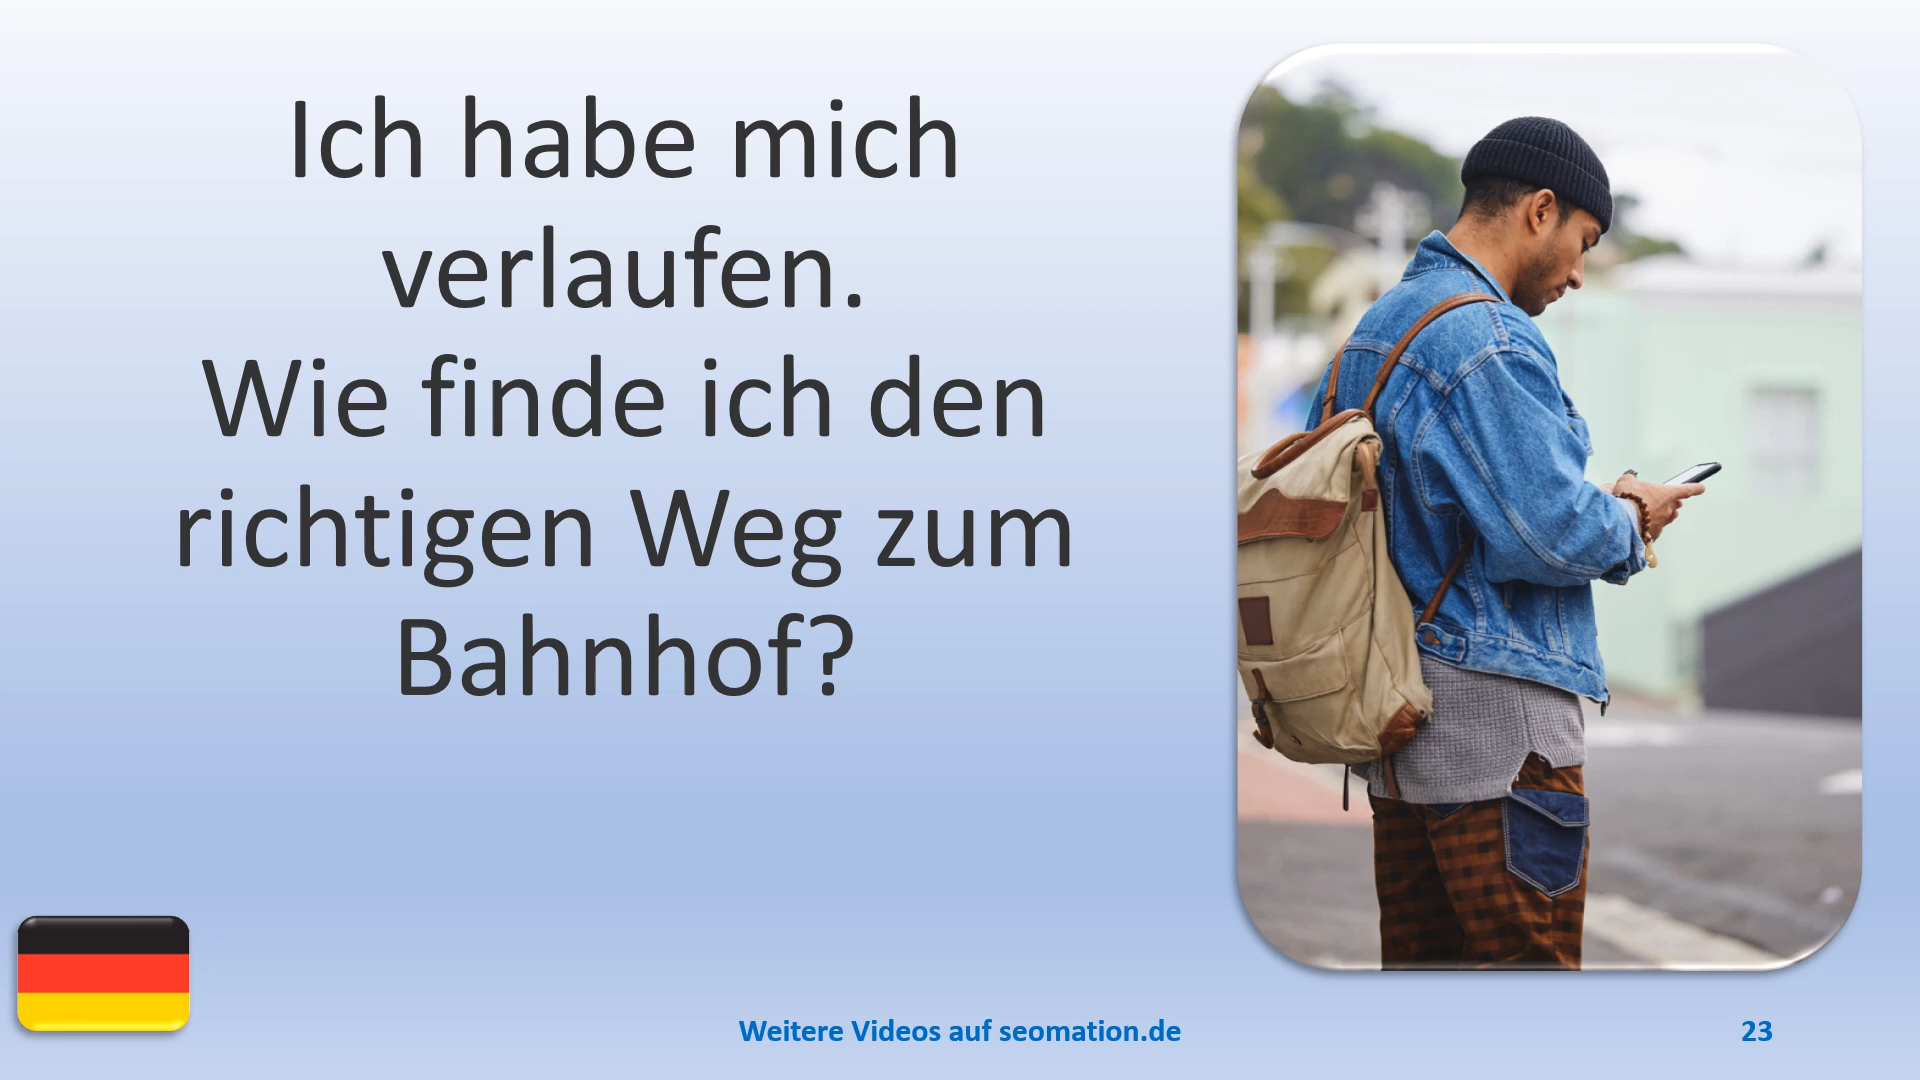 Ich habe mich
verlaufen.
Wie finde ich den
richtigen Weg zum
Bahnhof?
Weitere Videos auf seomation.de
23